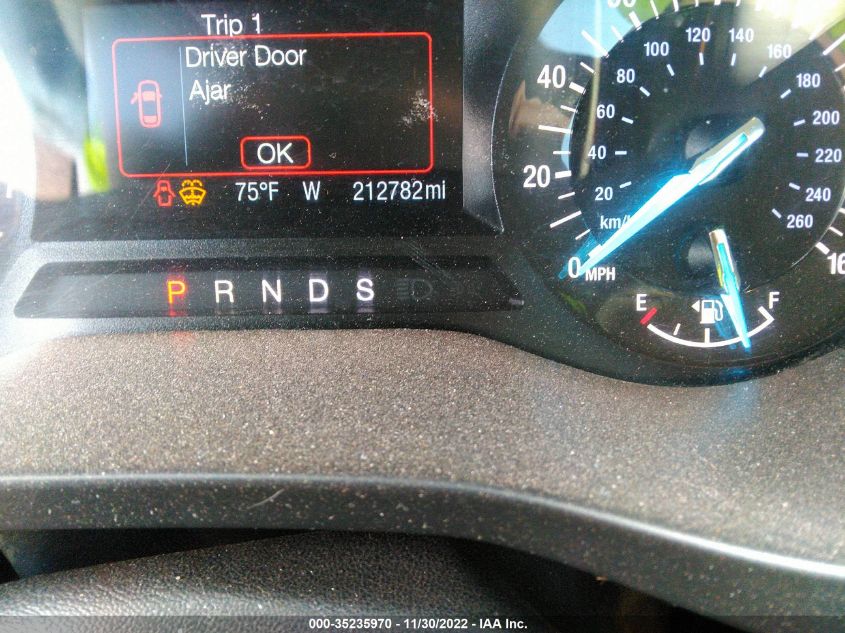 Trip 1
Driver Door
Ajar
OK
75°F W 212782mi
P R N D S
0 20 40
20 40 60 80 100 120 140 160 180 200 220 240 260
km/
MPH
E F
000-35235970 - 11/30/2022 - IAA Inc.